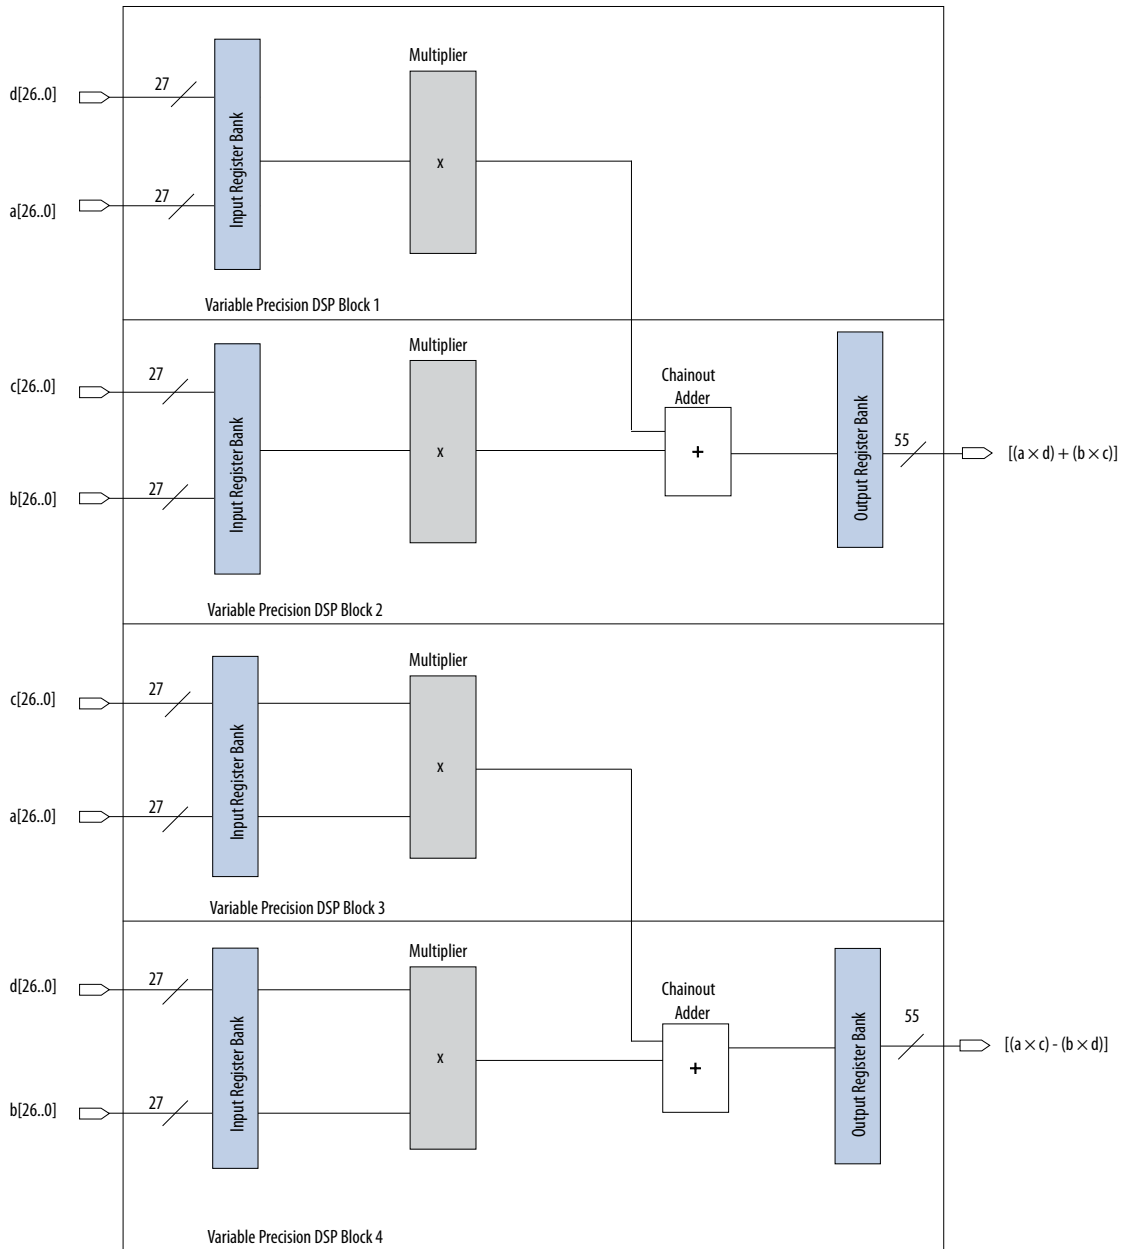 Multiplier
d[26..0]
27
Input Register Bank
x
a[26..0]
27
Variable Precision DSP Block 1
Multiplier
c[26..0]
27
Input Register Bank
x
Chainout
Adder
+
Output Register Bank
55
[(a × d) + (b × c)]
b[26..0]
27
Variable Precision DSP Block 2
Multiplier
c[26..0]
27
Input Register Bank
x
a[26..0]
27
Variable Precision DSP Block 3
Multiplier
d[26..0]
27
Input Register Bank
x
Chainout
Adder
+
Output Register Bank
55
[(a × c) - (b × d)]
b[26..0]
27
Variable Precision DSP Block 4